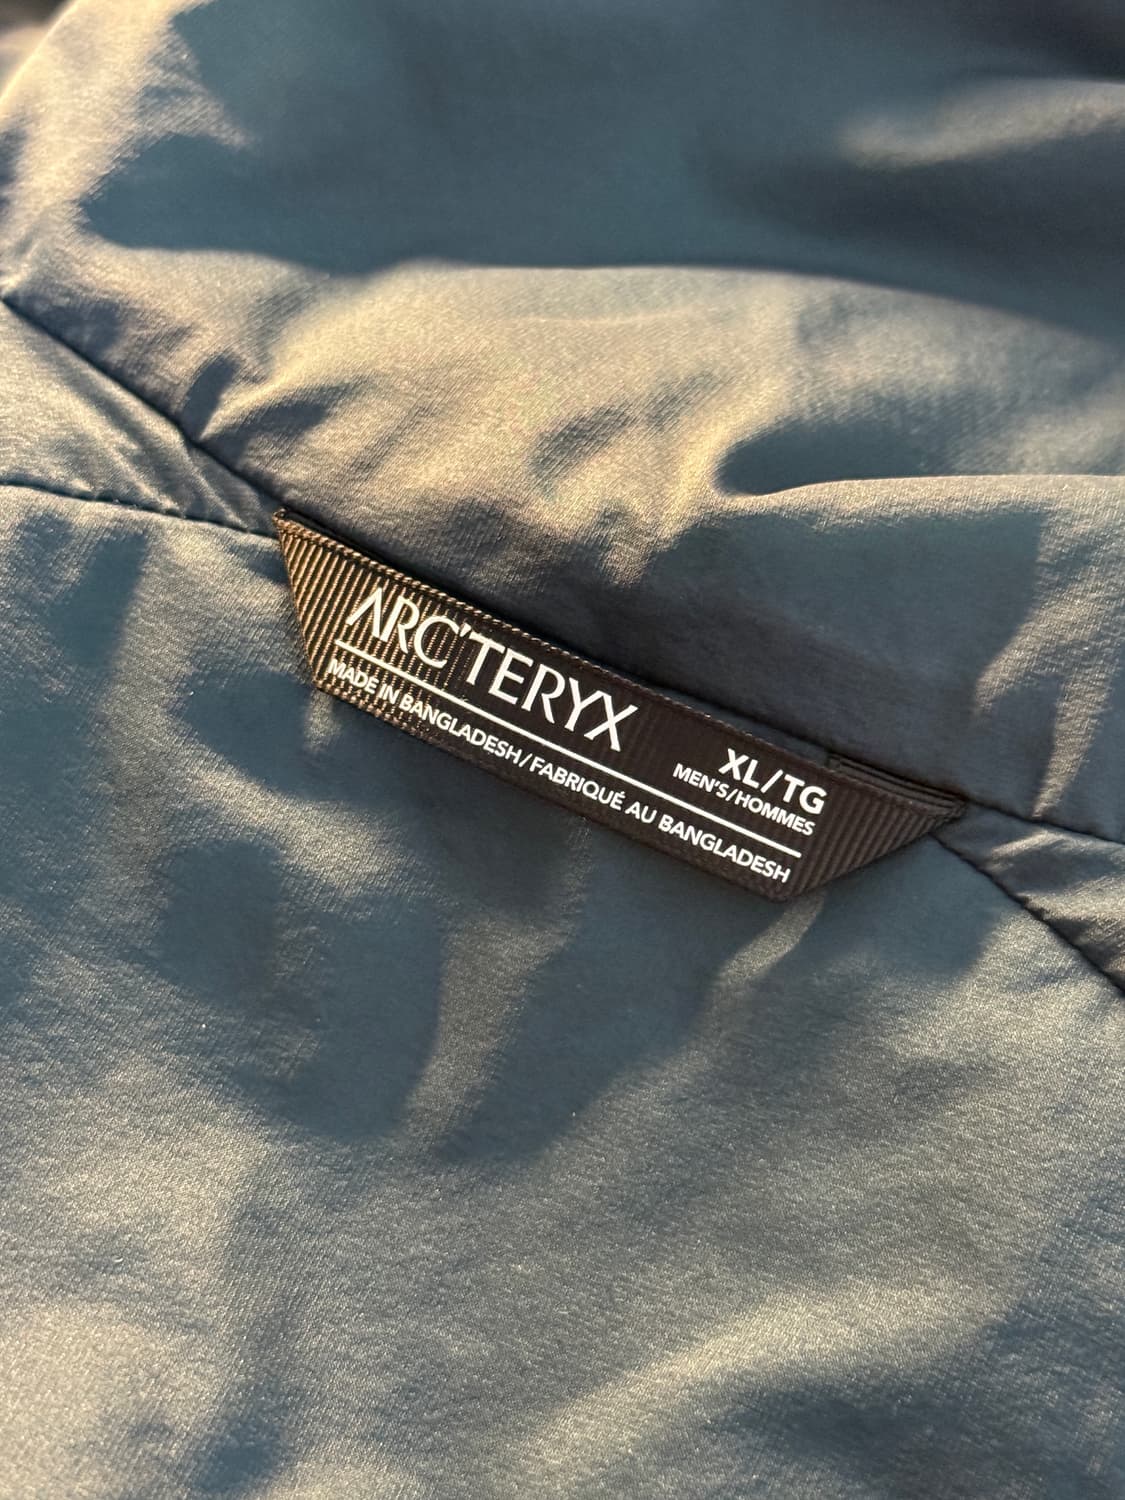 ARC'TERYX
XL/TG
MEN'S/HOMMES
MADE IN BANGLADESH/FABRIQUÉ AU BANGLADESH